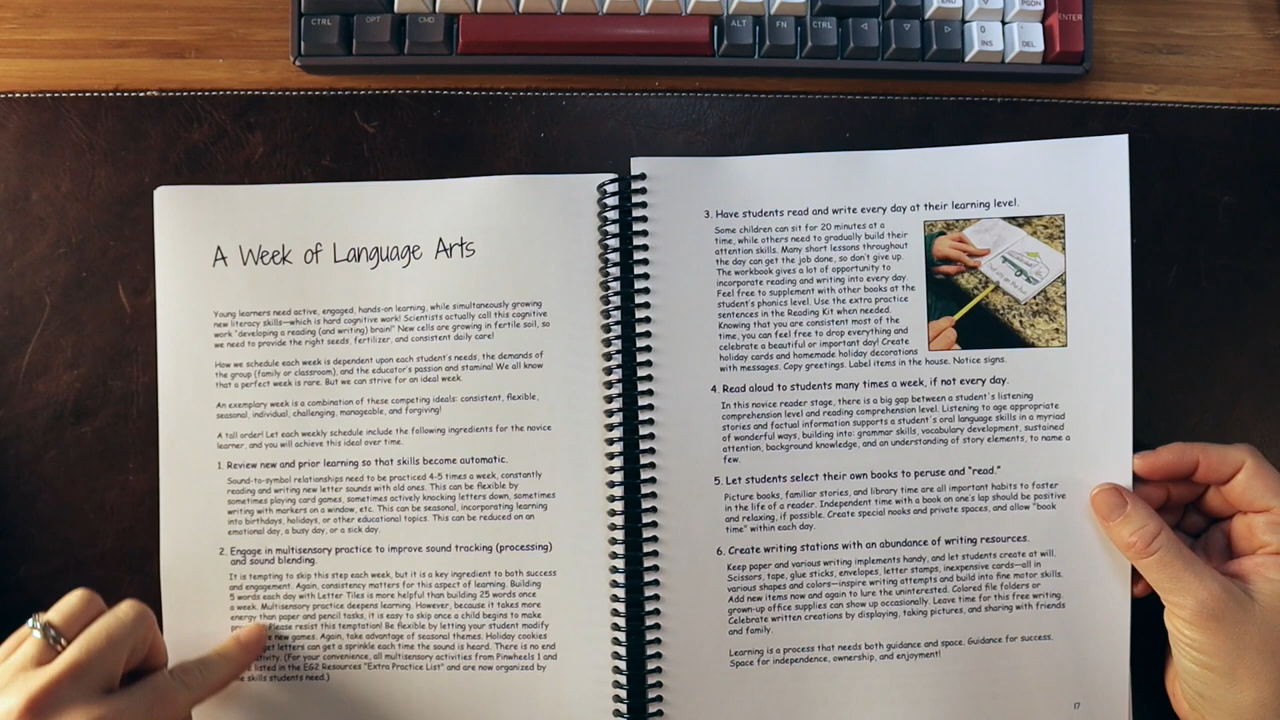 CTRL OPT CMD ALT FN CTRL 0 INS DEL ENTER
END PGDN
A Week of Language Arts
Young learners need active, engaged, hands-on learning, while simultaneously growing
new literacy skills—which is hard cognitive work! Scientists actually call this cognitive
work "developing a reading (and writing) brain!" New cells are growing in fertile soil, so
we need to provide the right seeds, fertilizer, and consistent daily care!
How we schedule each week is dependent upon each student's needs, the demands of
the group (family or classroom), and the educator's passion and stamina! We all know
that a perfect week is rare. But we can strive for an ideal week.
An exemplary week is a combination of these competing ideals: consistent, flexible,
seasonal, individual, challenging, manageable, and forgiving!
A tall order! Let each weekly schedule include the following ingredients for the novice
learner, and you will achieve this ideal over time.
1. Review new and prior learning so that skills become automatic.
Sound-to-symbol relationships need to be practiced 4-5 times a week, constantly
reading and writing new letter sounds with old ones. This can be flexible by
sometimes playing card games, sometimes actively knocking letters down, sometimes
writing with markers on a window, etc. This can be seasonal, incorporating learning
into birthdays, holidays, or other educational topics. This can be reduced on an
emotional day, a busy day, or a sick day.
2. Engage in multisensory practice to improve sound tracking (processing)
and sound blending.
It is tempting to skip this step each week, but it is a key ingredient to both success
and engagement. Again, consistency matters for this aspect of learning. Building
5 words each day with Letter Tiles is more helpful than building 25 words once
a week. Multisensory practice deepens learning. However, because it takes more
energy than paper and pencil tasks, it is easy to skip once a child begins to make
Please resist this temptation! Be flexible by letting your student modify
new games. Again, take advantage of seasonal themes. Holiday cookies
letters can get a sprinkle each time the sound is heard. There is no end
(For your convenience, all multisensory activities from Pinwheels 1 and
listed in the EG2 Resources "Extra Practice List" and are now organized by
skills students need.)
3. Have students read and write every day at their learning level.
Some children can sit for 20 minutes at a
time, while others need to gradually build their
attention skills. Many short lessons throughout
the day can get the job done, so don't give up.
The workbook gives a lot of opportunity to
incorporate reading and writing into every day.
Feel free to supplement with other books at the
student's phonics level. Use the extra practice
sentences in the Reading Kit when needed.
Knowing that you are consistent most of the
time, you can feel free to drop everything and
celebrate a beautiful or important day! Create
holiday cards and homemade holiday decorations
with messages. Copy greetings. Label items in the house. Notice signs.
4. Read aloud to students many times a week, if not every day.
In this novice reader stage, there is a big gap between a student's listening
comprehension level and reading comprehension level. Listening to age appropriate
stories and factual information supports a student's oral language skills in a myriad
of wonderful ways, building into: grammar skills, vocabulary development, sustained
attention, background knowledge, and an understanding of story elements, to name a
few.
5. Let students select their own books to peruse and "read."
Picture books, familiar stories, and library time are all important habits to foster
in the life of a reader. Independent time with a book on one's lap should be positive
and relaxing, if possible. Create special nooks and private spaces, and allow "book
time" within each day.
6. Create writing stations with an abundance of writing resources.
Keep paper and various writing implements handy, and let students create at will.
Scissors, tape, glue sticks, envelopes, letter stamps, inexpensive cards—all in
various shapes and colors—inspire writing attempts and build into fine motor skills.
Add new items now and again to lure the uninterested. Colored file folders or
grown-up office supplies can show up occasionally. Leave time for this free writing.
Celebrate written creations by displaying, taking pictures, and sharing with friends
and family.
Learning is a process that needs both guidance and space. Guidance for success.
Space for independence, ownership, and enjoyment!
17